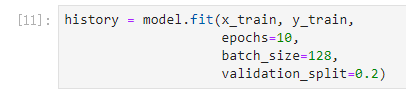 [11]: history = model.fit(x_train, y_train,
epochs=10,
batch_size=128,
validation_split=0.2)